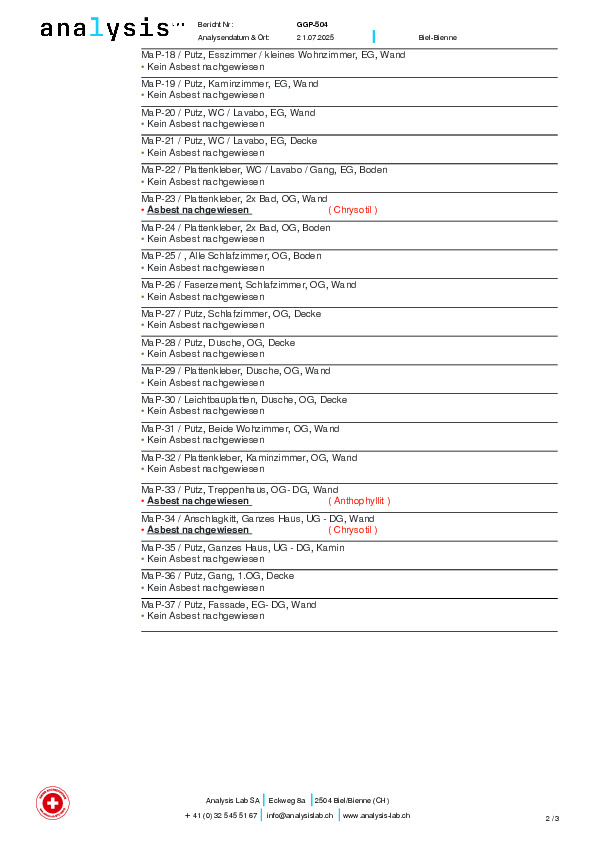 analysis
Bericht Nr: GGP-504
Analysendatum & Ort: 21.07.2025 Biel-Bienne
MaP-18 / Putz, Esszimmer / kleines Wohnzimmer, EG, Wand
• Kein Asbest nachgewiesen
MaP-19 / Putz, Kaminzimmer, EG, Wand
• Kein Asbest nachgewiesen
MaP-20 / Putz, WC / Lavabo, EG, Wand
• Kein Asbest nachgewiesen
MaP-21 / Putz, WC / Lavabo, EG, Decke
• Kein Asbest nachgewiesen
MaP-22 / Plattenkleber, WC / Lavabo / Gang, EG, Boden
• Kein Asbest nachgewiesen
MaP-23 / Plattenkleber, 2x Bad, OG, Wand
• Asbest nachgewiesen ( Chrysotil )
MaP-24 / Plattenkleber, 2x Bad, OG, Boden
• Kein Asbest nachgewiesen
MaP-25 / , Alle Schlafzimmer, OG, Boden
• Kein Asbest nachgewiesen
MaP-26 / Faserzement, Schlafzimmer, OG, Wand
• Kein Asbest nachgewiesen
MaP-27 / Putz, Schlafzimmer, OG, Decke
• Kein Asbest nachgewiesen
MaP-28 / Putz, Dusche, OG, Decke
• Kein Asbest nachgewiesen
MaP-29 / Plattenkleber, Dusche, OG, Wand
• Kein Asbest nachgewiesen
MaP-30 / Leichtbauplatten, Dusche, OG, Decke
• Kein Asbest nachgewiesen
MaP-31 / Putz, Beide Wohzimmer, OG, Wand
• Kein Asbest nachgewiesen
MaP-32 / Plattenkleber, Kaminzimmer, OG, Wand
• Kein Asbest nachgewiesen
MaP-33 / Putz, Treppenhaus, OG- DG, Wand
• Asbest nachgewiesen ( Anthophyllit )
MaP-34 / Anschlagkitt, Ganzes Haus, UG - DG, Wand
• Asbest nachgewiesen ( Chrysotil )
MaP-35 / Putz, Ganzes Haus, UG - DG, Kamin
• Kein Asbest nachgewiesen
MaP-36 / Putz, Gang, 1.OG, Decke
• Kein Asbest nachgewiesen
MaP-37 / Putz, Fassade, EG- DG, Wand
• Kein Asbest nachgewiesen
Analysis Lab SA | Eckweg 8a | 2504 Biel/Bienne (CH)
+ 41 (0) 32 545 51 67 | info@analysislab.ch | www.analysis-lab.ch
2 / 3